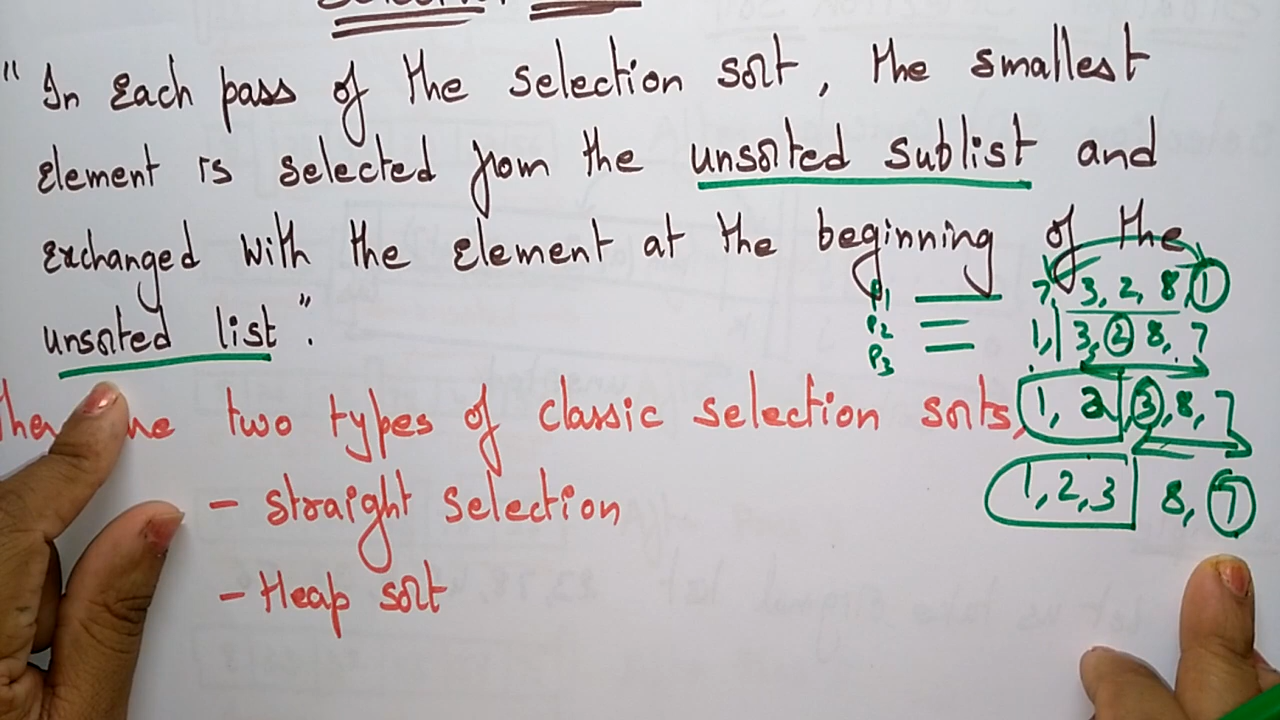 "In Each pass of the selection sort, the smallest
Element is selected from the unsorted sublist and
Exchanged with the Element at the beginning of the
unsorted list".
two types of classic selection sorts,
- straight selection
- Heap sort
P1
P2
P3
7, 3, 2, 8, 1
1, 3, 2 8, 7
1, 2, 3, 8, 7
1, 2, 3 8, 7